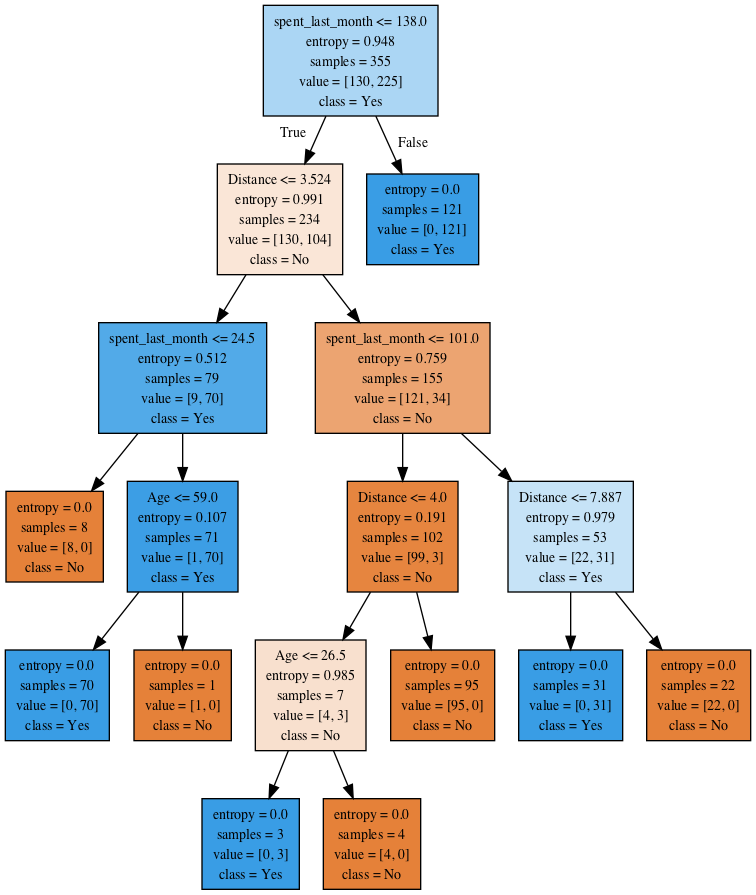 spent_last_month <= 138.0
entropy = 0.948
samples = 355
value = [130, 225]
class = Yes
True
False
Distance <= 3.524
entropy = 0.991
samples = 234
value = [130, 104]
class = No
entropy = 0.0
samples = 121
value = [0, 121]
class = Yes
spent_last_month <= 24.5
entropy = 0.512
samples = 79
value = [9, 70]
class = Yes
spent_last_month <= 101.0
entropy = 0.759
samples = 155
value = [121, 34]
class = No
entropy = 0.0
samples = 8
value = [8, 0]
class = No
Age <= 59.0
entropy = 0.107
samples = 71
value = [1, 70]
class = Yes
Distance <= 4.0
entropy = 0.191
samples = 102
value = [99, 3]
class = No
Distance <= 7.887
entropy = 0.979
samples = 53
value = [22, 31]
class = Yes
entropy = 0.0
samples = 70
value = [0, 70]
class = Yes
entropy = 0.0
samples = 1
value = [1, 0]
class = No
Age <= 26.5
entropy = 0.985
samples = 7
value = [4, 3]
class = No
entropy = 0.0
samples = 95
value = [95, 0]
class = No
entropy = 0.0
samples = 31
value = [0, 31]
class = Yes
entropy = 0.0
samples = 22
value = [22, 0]
class = No
entropy = 0.0
samples = 3
value = [0, 3]
class = Yes
entropy = 0.0
samples = 4
value = [4, 0]
class = No